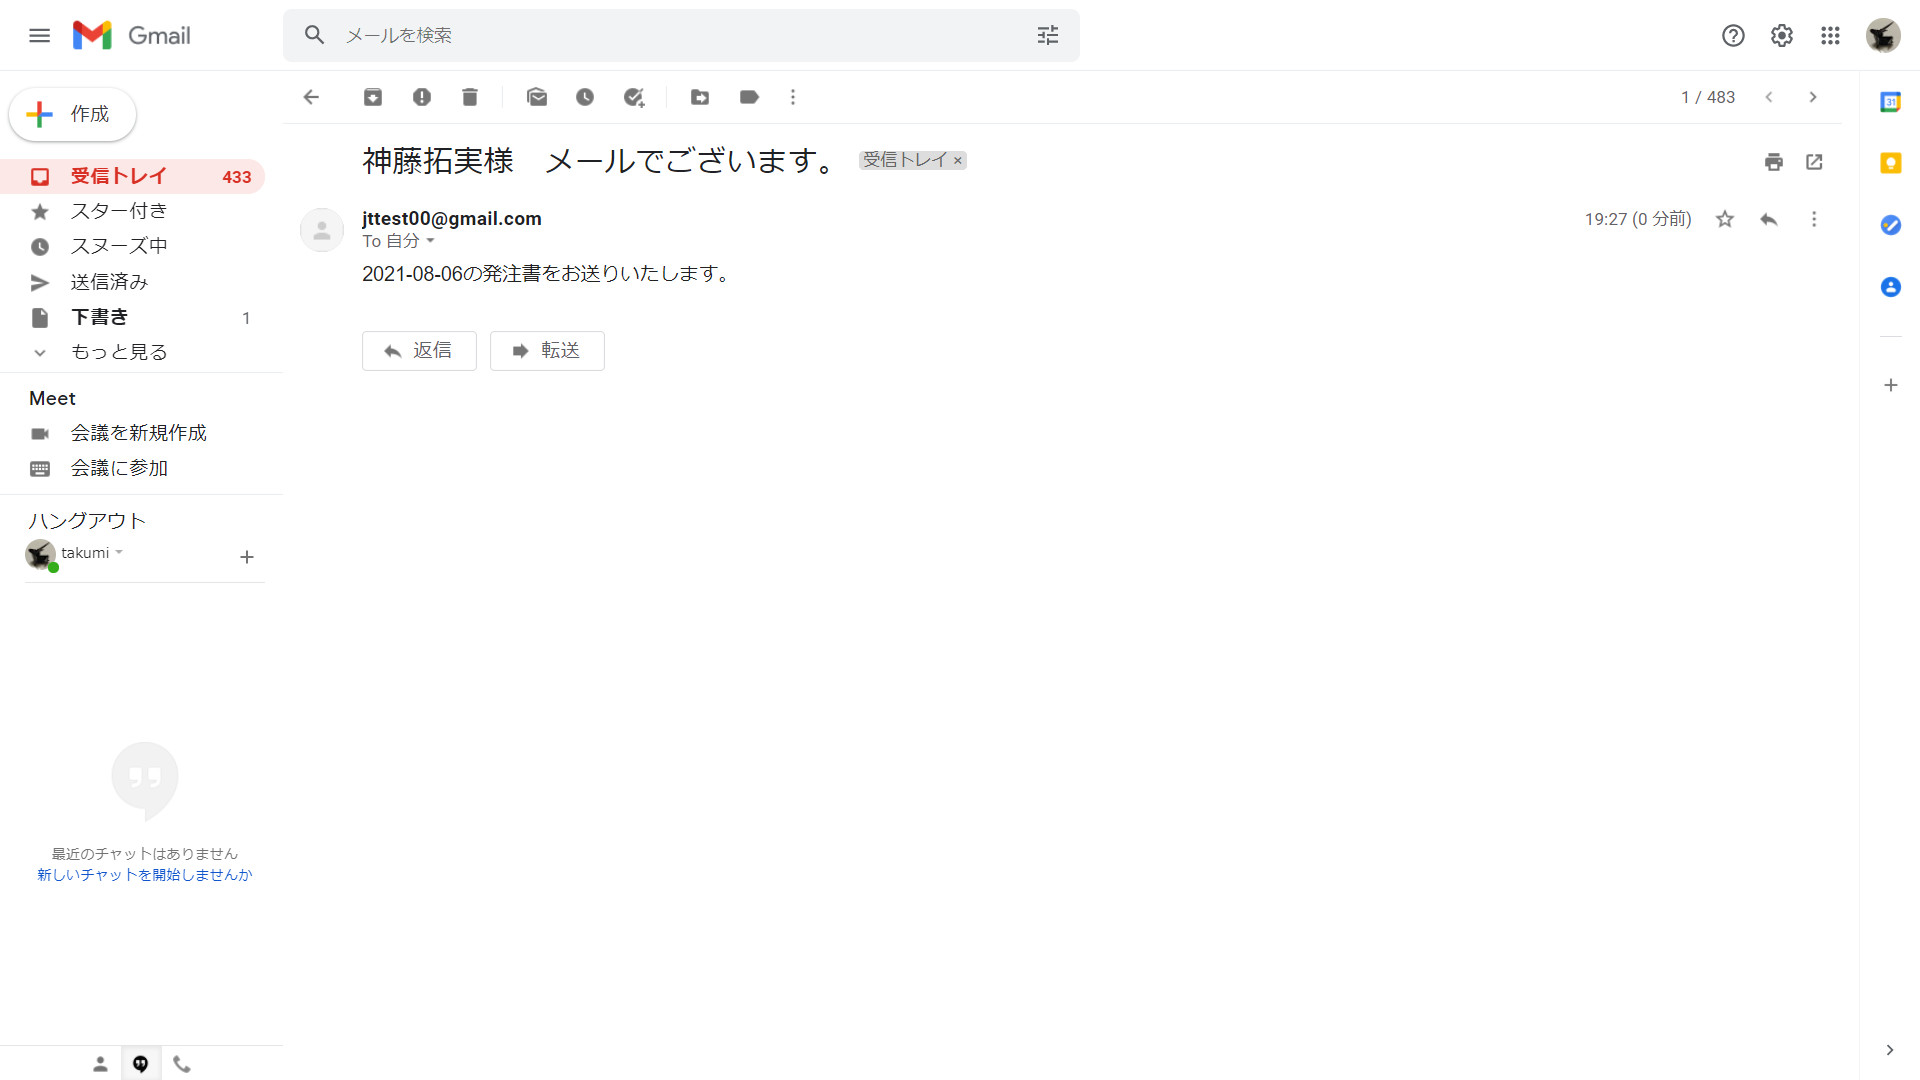 Gmail
メールを検索
作成
1 / 483
神藤拓実様　メールでございます。 受信トレイ ×
受信トレイ 433
スター付き
スヌーズ中
送信済み
下書き 1
もっと見る
jttest00@gmail.com
19:27 (0 分前)
To 自分
2021-08-06の発注書をお送りいたします。
返信
転送
Meet
会議を新規作成
会議に参加
ハングアウト
takumi
最近のチャットはありません
新しいチャットを開始しませんか
31